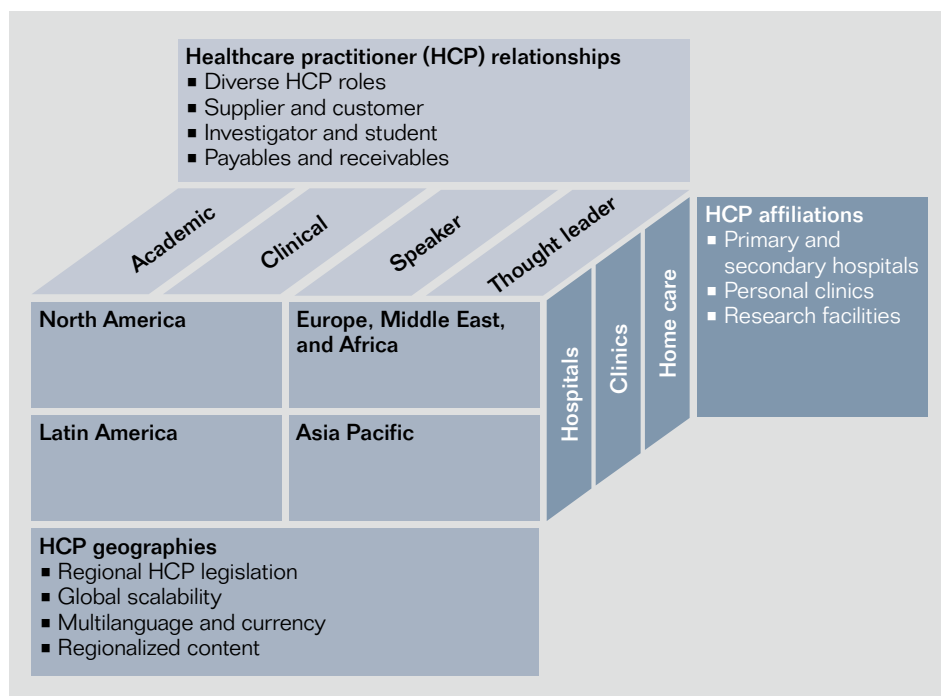 Healthcare practitioner (HCP) relationships
▪ Diverse HCP roles
▪ Supplier and customer
▪ Investigator and student
▪ Payables and receivables
Academic
Clinical
Speaker
Thought leader
HCP affiliations
▪ Primary and
secondary hospitals
▪ Personal clinics
▪ Research facilities
North America
Europe, Middle East,
and Africa
Hospitals
Clinics
Home care
Latin America
Asia Pacific
HCP geographies
▪ Regional HCP legislation
▪ Global scalability
▪ Multilanguage and currency
▪ Regionalized content